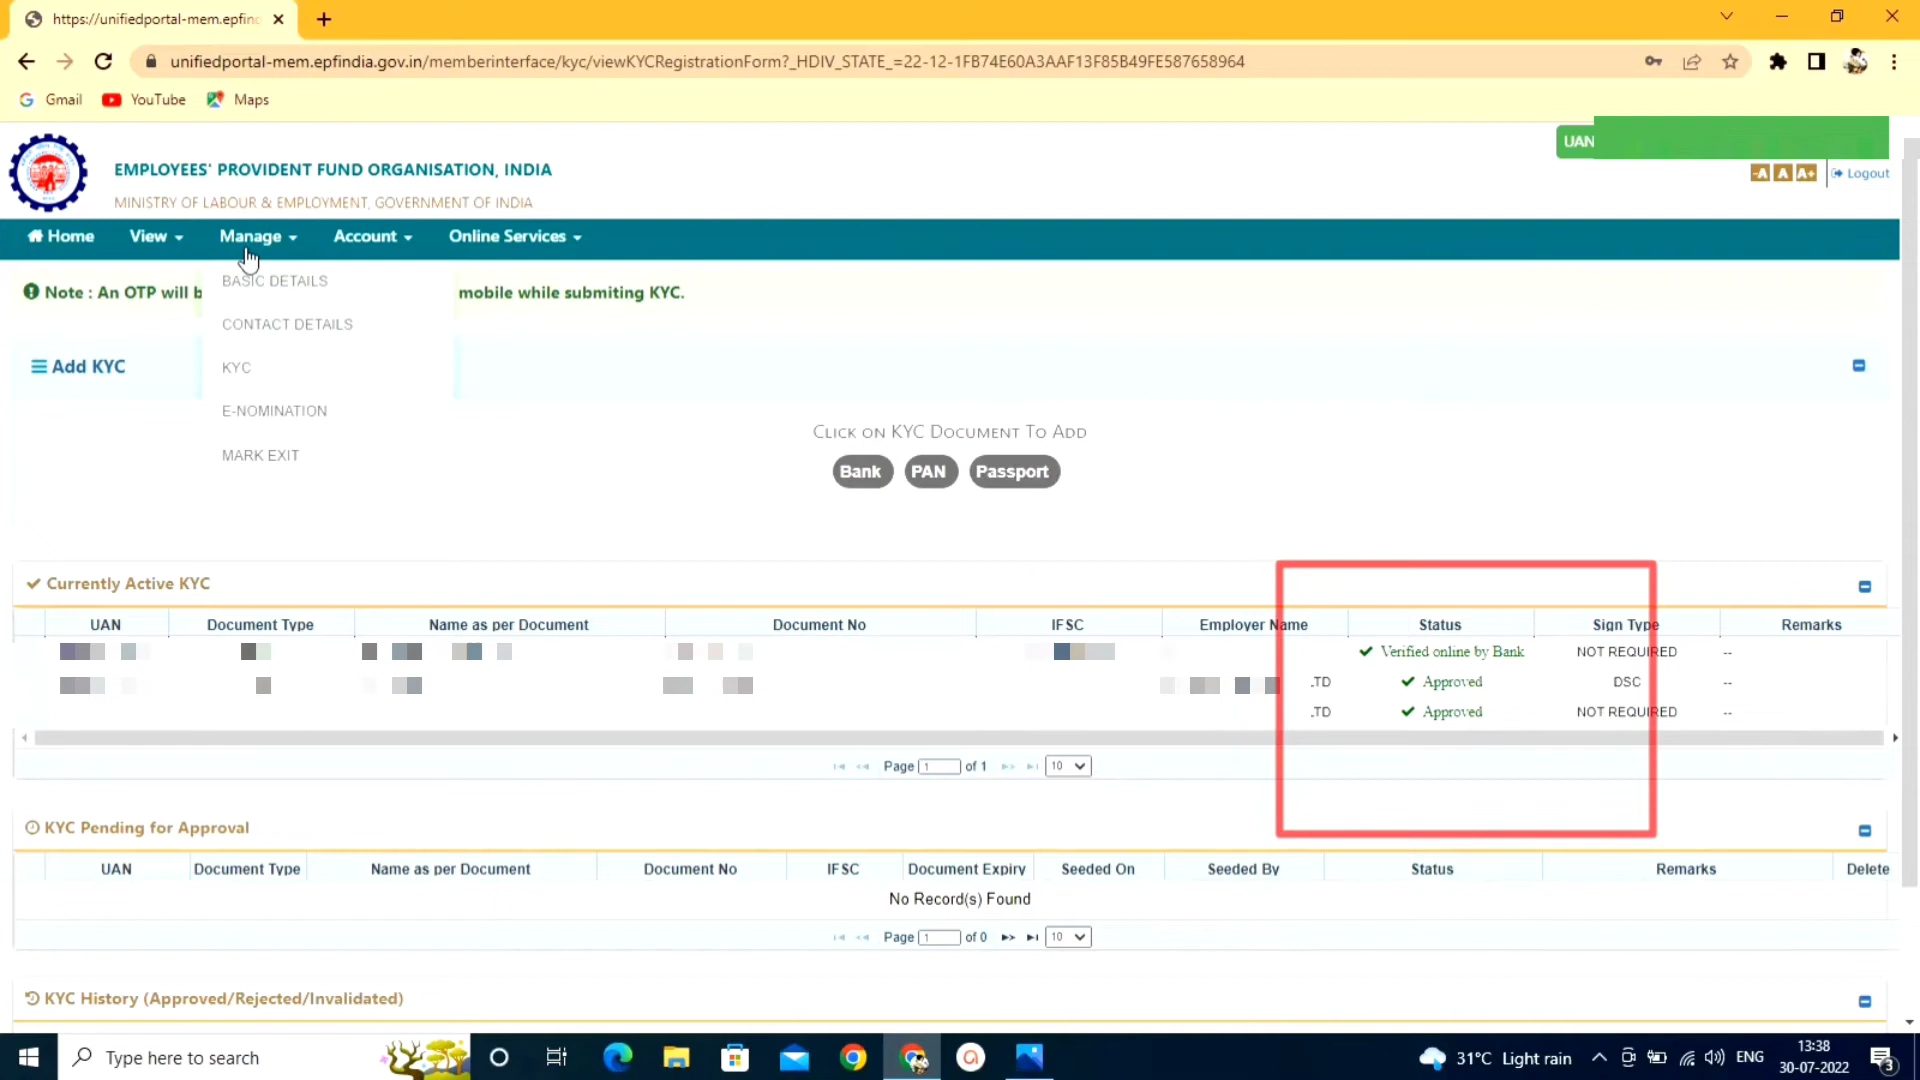 https://unifiedportal-mem.epfind
unifiedportal-mem.epfindia.gov.in/memberinterface/kyc/viewKYCRegistrationForm?_HDIV_STATE_=22-12-1FB74E60A3AAF13F85B49FE587658964
Gmail YouTube Maps
UAN
EMPLOYEES' PROVIDENT FUND ORGANISATION, INDIA
-A A A+ Logout
MINISTRY OF LABOUR & EMPLOYMENT, GOVERNMENT OF INDIA
Home View Manage Account Online Services
BASIC DETAILS
Note : An OTP will b mobile while submiting KYC.
CONTACT DETAILS
Add KYC
KYC
E-NOMINATION
CLICK ON KYC DOCUMENT TO ADD
MARK EXIT
Bank PAN Passport
Currently Active KYC
UAN Document Type Name as per Document Document No IFSC Employer Name Status Sign Type Remarks
Verified online by Bank NOT REQUIRED --
.TD Approved DSC --
.TD Approved NOT REQUIRED --
Page 1 of 1 10
KYC Pending for Approval
UAN Document Type Name as per Document Document No IFSC Document Expiry Seeded On Seeded By Status Remarks Delete
No Record(s) Found
Page 1 of 0 10
KYC History (Approved/Rejected/Invalidated)
Type here to search
31°C Light rain ENG 13:38
30-07-2022 3